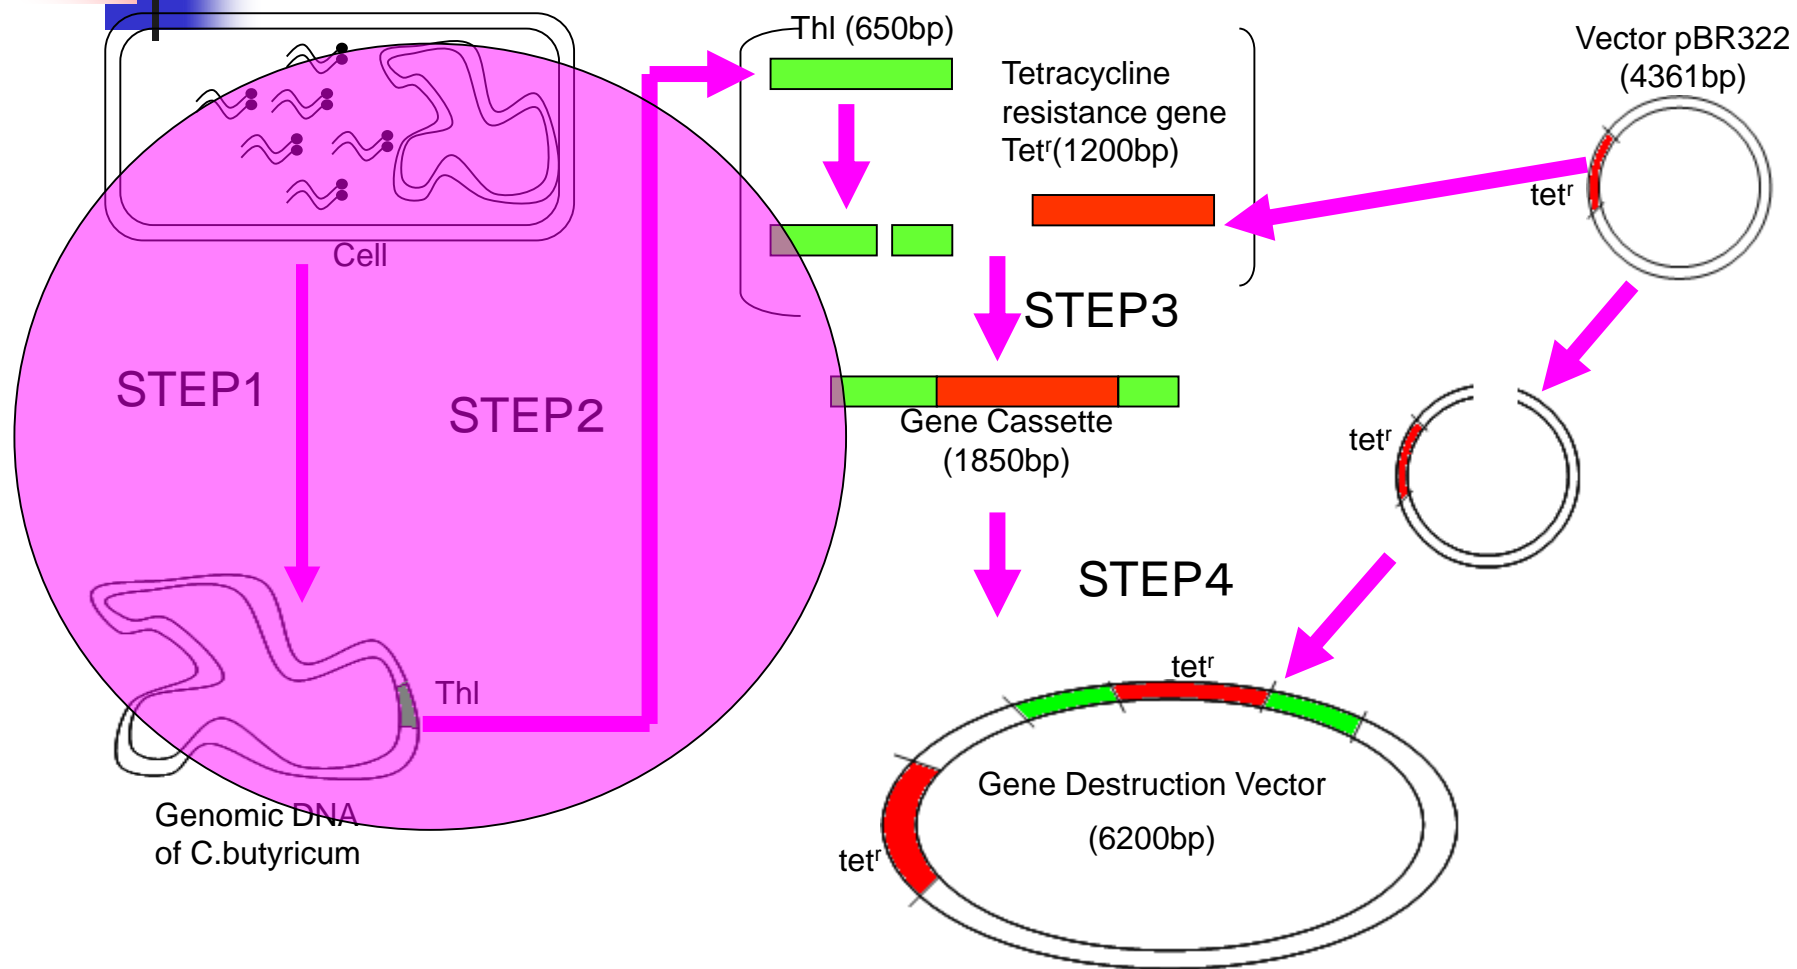 Thl (650bp)
Vector pBR322
(4361bp)
Tetracycline
resistance gene
Tetʳ(1200bp)
tetʳ
Cell
STEP3
STEP1
STEP2
Gene Cassette
(1850bp)
tetʳ
STEP4
tetʳ
Thl
Gene Destruction Vector
(6200bp)
Genomic DNA
of C.butyricum
tetʳ